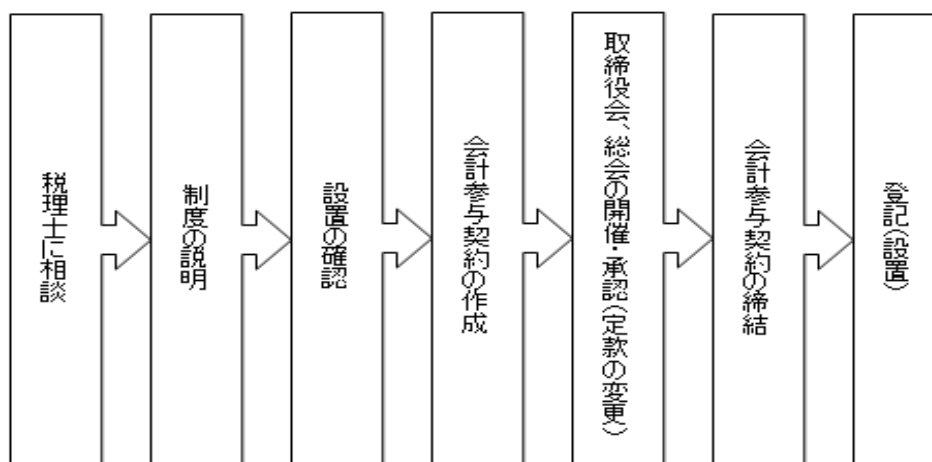 税理士に相談
制度の説明
設置の確認
会計参与契約の作成
取締役会、総会の開催・承認(定款の変更)
会計参与契約の締結
登記(設置)